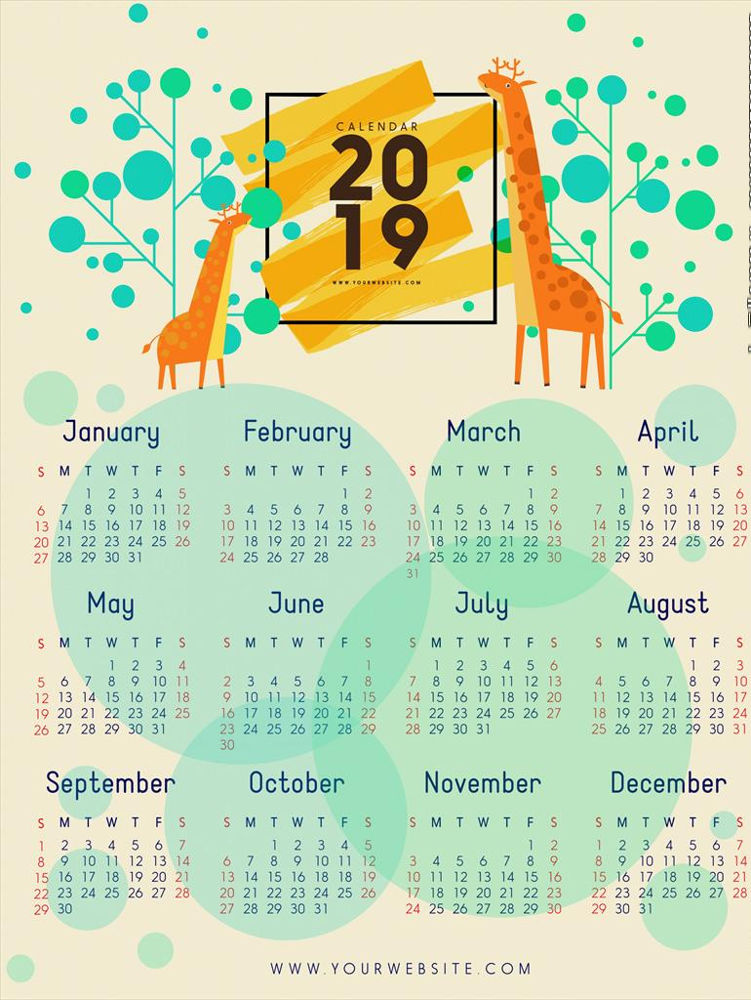 CALENDAR
20
19
WWW.YOURWEBSITE.COM
January
S M T W T F S
1 2 3 4 5
6 7 8 9 10 11 12
13 14 15 16 17 18 19
20 21 22 23 24 25 26
27 28 29 30 31
February
S M T W T F S
1 2
3 4 5 6 7 8 9
10 11 12 13 14 15 16
17 18 19 20 21 22 23
24 25 26 27 28
March
S M T W T F S
1 2
3 4 5 6 7 8 9
10 11 12 13 14 15 16
17 18 19 20 21 22 23
24 25 26 27 28 29 30
31
April
S M T W T F S
1 2 3 4 5 6
7 8 9 10 11 12 13
14 15 16 17 18 19 20
21 22 23 24 25 26 27
28 29 30
May
S M T W T F S
1 2 3 4
5 6 7 8 9 10 11
12 13 14 15 16 17 18
19 20 21 22 23 24 25
26 27 28 29 30 31
June
S M T W T F S
1
2 3 4 5 6 7 8
9 10 11 12 13 14 15
16 17 18 19 20 21 22
23 24 25 26 27 28 29
30
July
S M T W T F S
1 2 3 4 5 6
7 8 9 10 11 12 13
14 15 16 17 18 19 20
21 22 23 24 25 26 27
28 29 30 31
August
S M T W T F S
1 2 3
4 5 6 7 8 9 10
11 12 13 14 15 16 17
18 19 20 21 22 23 24
25 26 27 28 29 30 31
September
S M T W T F S
1 2 3 4 5 6 7
8 9 10 11 12 13 14
15 16 17 18 19 20 21
22 23 24 25 26 27 28
29 30
October
S M T W T F S
1 2 3 4 5
6 7 8 9 10 11 12
13 14 15 16 17 18 19
20 21 22 23 24 25 26
27 28 29 30 31
November
S M T W T F S
1 2
3 4 5 6 7 8 9
10 11 12 13 14 15 16
17 18 19 20 21 22 23
24 25 26 27 28 29 30
December
S M T W T F S
1 2 3 4 5 6 7
8 9 10 11 12 13 14
15 16 17 18 19 20 21
22 23 24 25 26 27 28
29 30 31
WWW.YOURWEBSITE.COM